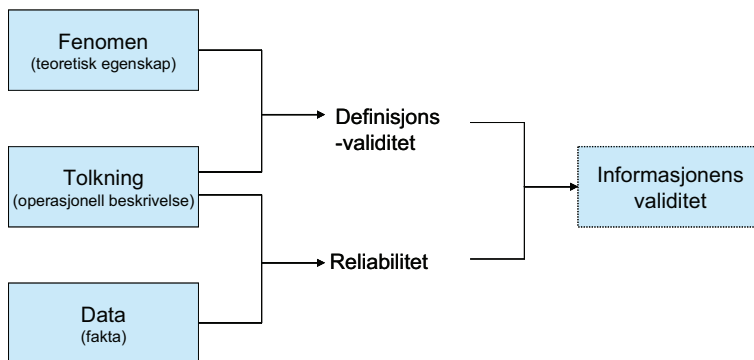 Fenomen
(teoretisk egenskap)
Definisjons
-validitet
Tolkning
(operasjonell beskrivelse)
Informasjonens
validitet
Reliabilitet
Data
(fakta)